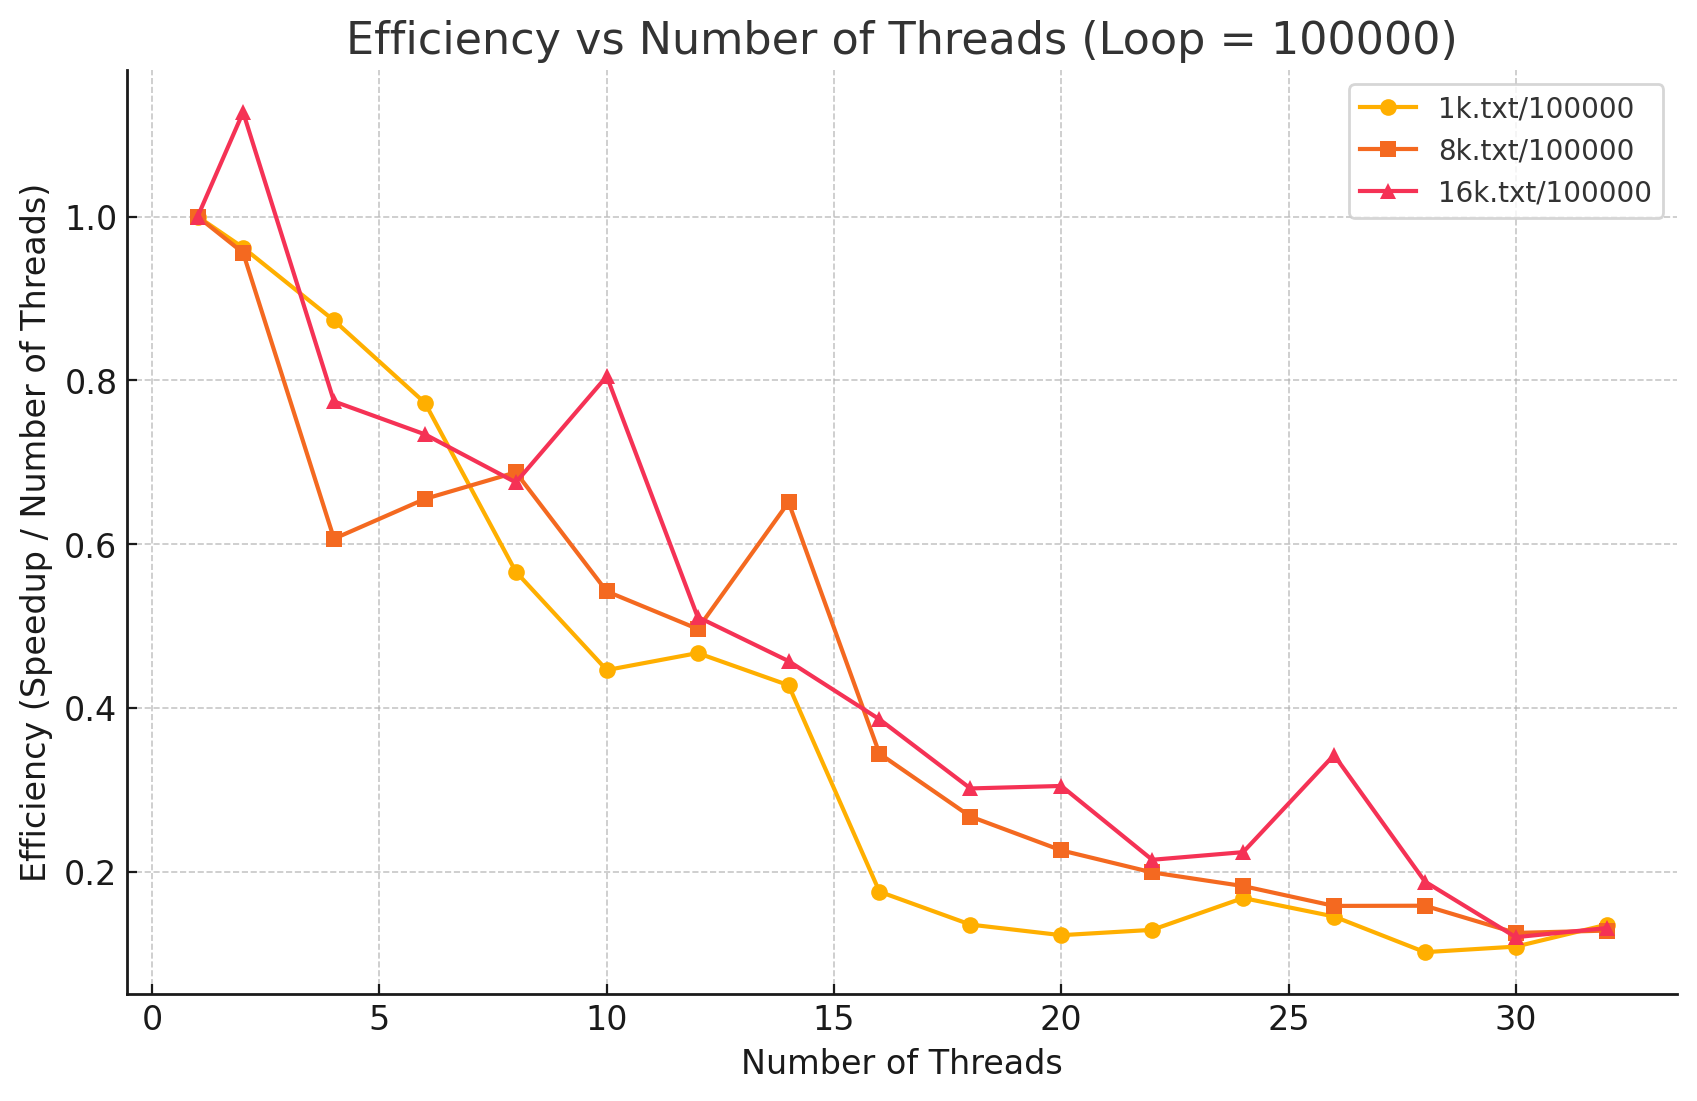 Efficiency vs Number of Threads (Loop = 100000)
1k.txt/100000
8k.txt/100000
16k.txt/100000
Efficiency (Speedup / Number of Threads)
1.0
0.8
0.6
0.4
0.2
0 5 10 15 20 25 30
Number of Threads